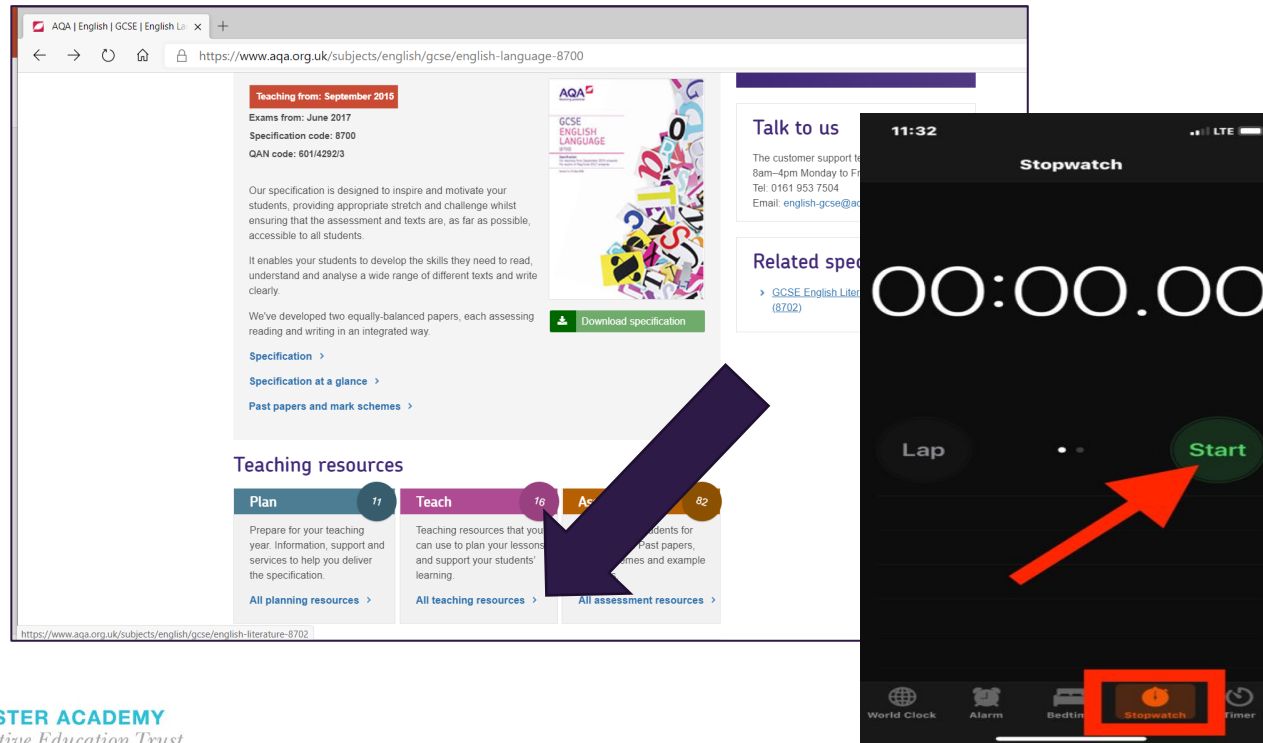 AQA | English | GCSE | English La
https://www.aqa.org.uk/subjects/english/gcse/english-language-8700
Teaching from: September 2015
Exams from: June 2017
Specification code: 8700
QAN code: 601/4292/3
Our specification is designed to inspire and motivate your
students, providing appropriate stretch and challenge whilst
ensuring that the assessment and texts are, as far as possible,
accessible to all students.
It enables your students to develop the skills they need to read,
understand and analyse a wide range of different texts and write
clearly.
We've developed two equally-balanced papers, each assessing
reading and writing in an integrated way.
Specification >
Specification at a glance >
Past papers and mark schemes >
AQA
GCSE
ENGLISH
LANGUAGE
Download specification
Talk to us
The customer support te
8am–4pm Monday to Fr
Tel: 0161 953 7504
Email: english-gcse@aq
Related spec
> GCSE English Liter
(8702)
Teaching resources
Plan 11
Prepare for your teaching
year. Information, support and
services to help you deliver
the specification.
All planning resources >
Teach 16
Teaching resources that you
can use to plan your lessons
and support your students'
learning.
All teaching resources >
As 82
dents for
Past papers,
emes and example
All assessment resources >
https://www.aqa.org.uk/subjects/english/gcse/english-literature-8702
11:32 LTE
Stopwatch
00:00.00
Lap
Start
World Clock
Alarm
Bedtim
Stopwatch
Timer
STER ACADEMY
tive Education Trust